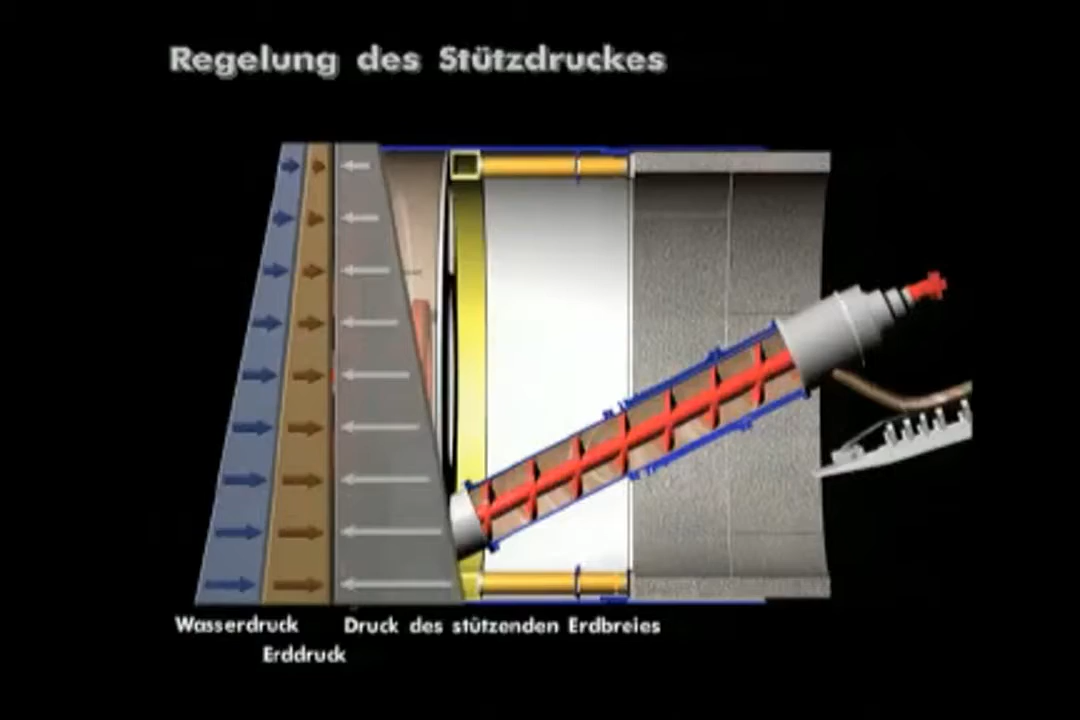 Regelung des Stützdruckes
Wasserdruck
Druck des stützenden Erdbreies
Erddruck